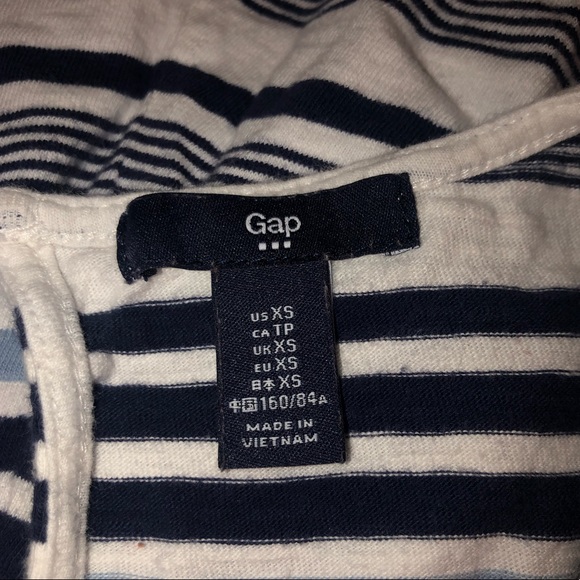 Gap
US XS
CA TP
UK XS
EU XS
日本 XS
中国 160/84A
MADE IN
VIETNAM